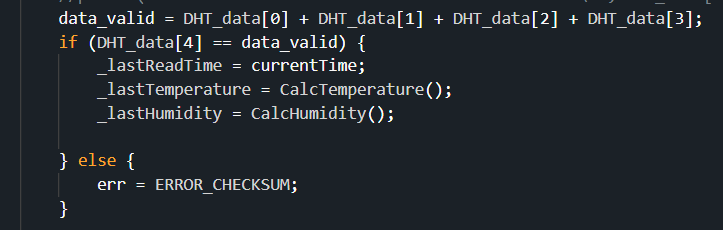 data_valid = DHT_data[0] + DHT_data[1] + DHT_data[2] + DHT_data[3];
if (DHT_data[4] == data_valid) {
_lastReadTime = currentTime;
_lastTemperature = CalcTemperature();
_lastHumidity = CalcHumidity();
} else {
err = ERROR_CHECKSUM;
}